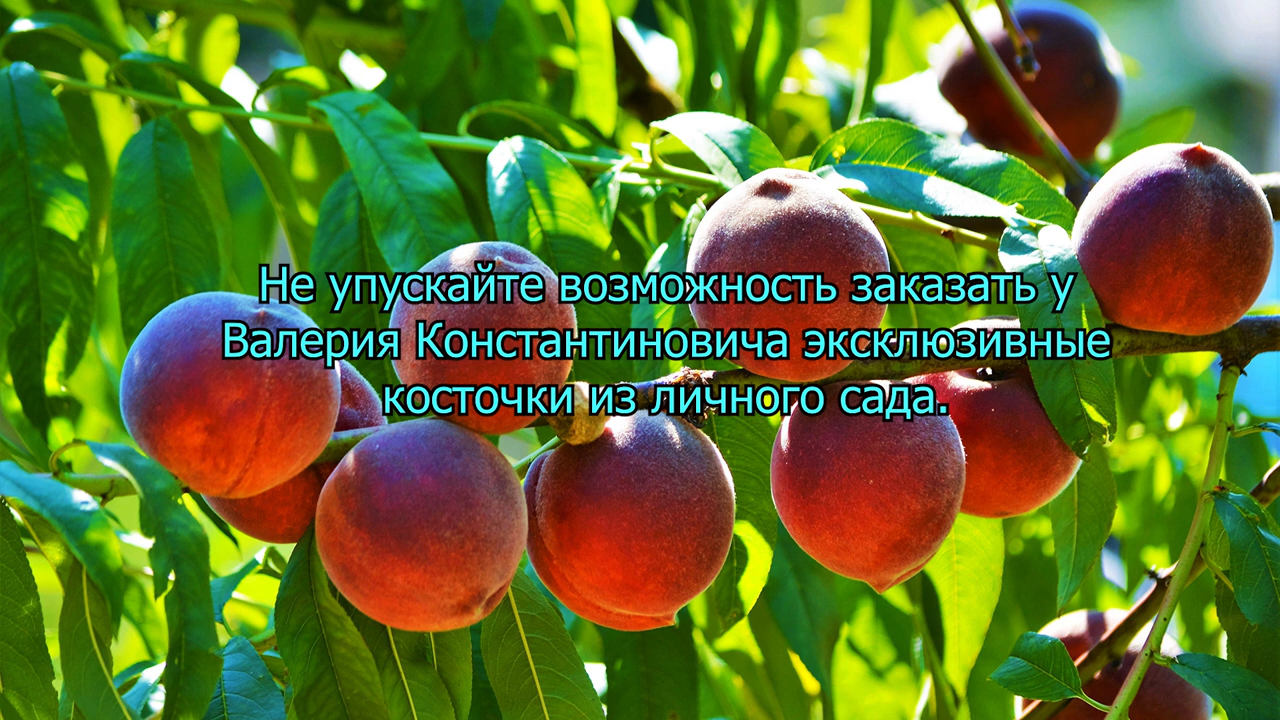 Не упускайте возможность заказать у
Валерия Константиновича эксклюзивные
косточки из личного сада.